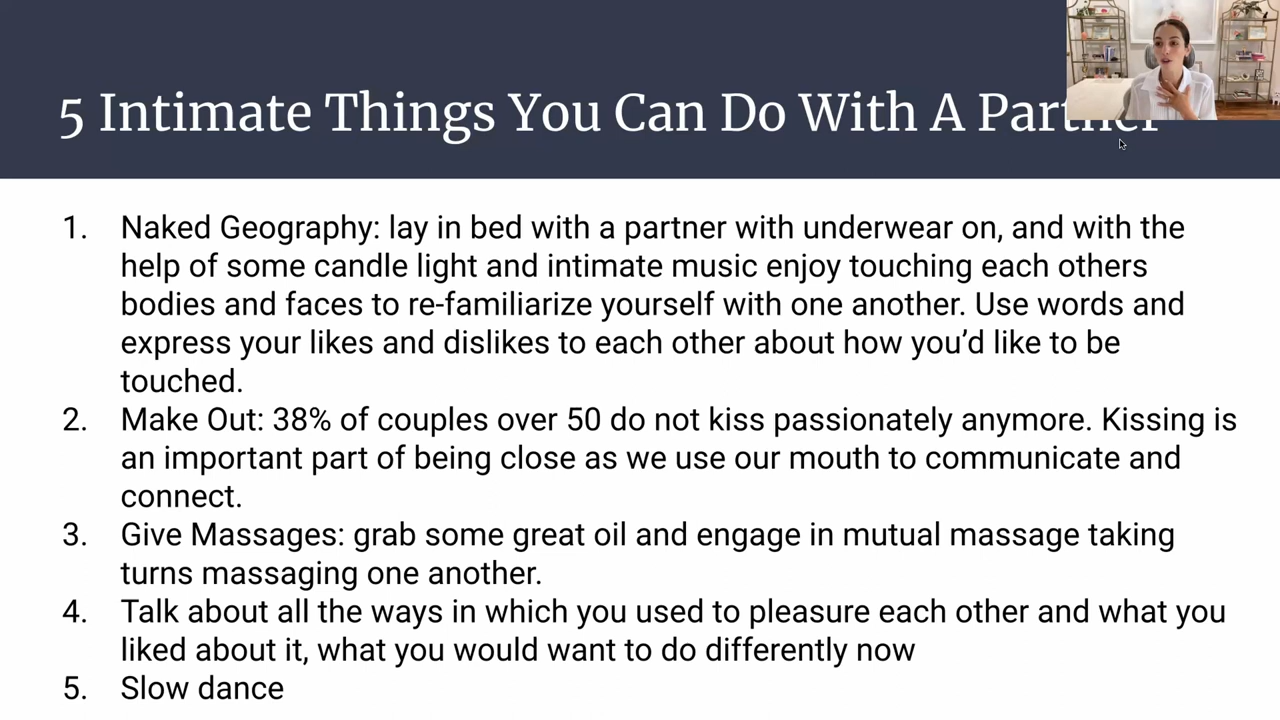 5 Intimate Things You Can Do With A Partner
1. Naked Geography: lay in bed with a partner with underwear on, and with the
help of some candle light and intimate music enjoy touching each others
bodies and faces to re-familiarize yourself with one another. Use words and
express your likes and dislikes to each other about how you’d like to be
touched.
2. Make Out: 38% of couples over 50 do not kiss passionately anymore. Kissing is
an important part of being close as we use our mouth to communicate and
connect.
3. Give Massages: grab some great oil and engage in mutual massage taking
turns massaging one another.
4. Talk about all the ways in which you used to pleasure each other and what you
liked about it, what you would want to do differently now
5. Slow dance